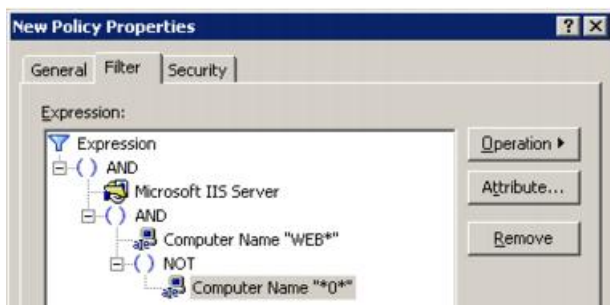 New Policy Properties
General Filter Security
Expression:
Expression
( ) AND
Microsoft IIS Server
( ) AND
Computer Name "WEB*"
( ) NOT
Computer Name "*0*"
Operation
Attribute...
Remove